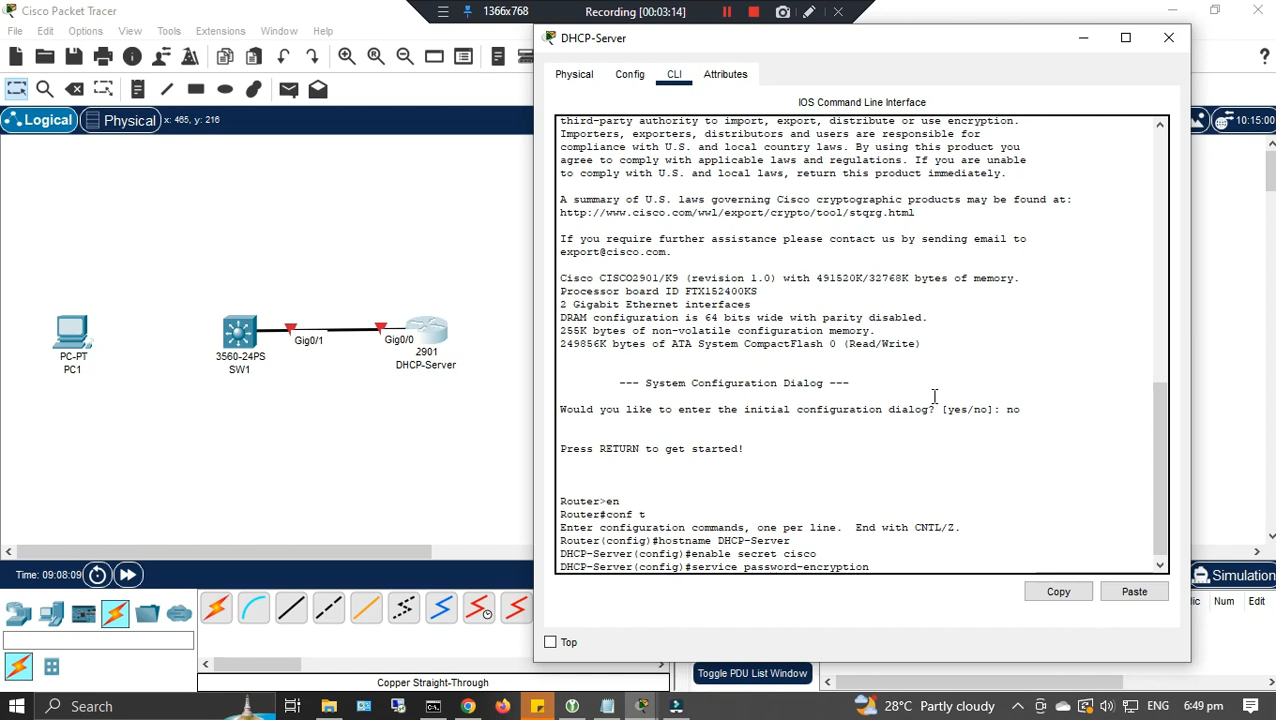 Cisco Packet Tracer
1366x768
Recording [00:03:14]
File Edit Options View Tools Extensions Window Help
DHCP-Server
Physical Config CLI Attributes
Logical Physical x: 465, y: 216
10:15:00
IOS Command Line Interface
third-party authority to import, export, distribute or use encryption.
Importers, exporters, distributors and users are responsible for
compliance with U.S. and local country laws. By using this product you
agree to comply with applicable laws and regulations. If you are unable
to comply with U.S. and local laws, return this product immediately.
A summary of U.S. laws governing Cisco cryptographic products may be found at:
http://www.cisco.com/wwl/export/crypto/tool/stqrg.html
If you require further assistance please contact us by sending email to
export@cisco.com.
Cisco CISCO2901/K9 (revision 1.0) with 491520K/32768K bytes of memory.
Processor board ID FTX152400KS
2 Gigabit Ethernet interfaces
DRAM configuration is 64 bits wide with parity disabled.
255K bytes of non-volatile configuration memory.
249856K bytes of ATA System CompactFlash 0 (Read/Write)
--- System Configuration Dialog ---
Would you like to enter the initial configuration dialog? [yes/no]: no
Press RETURN to get started!
Router>en
Router#conf t
Enter configuration commands, one per line.  End with CNTL/Z.
Router(config)#hostname DHCP-Server
DHCP-Server(config)#enable secret cisco
DHCP-Server(config)#service password-encryption
Copy Paste
Top
PC-PT
PC1
3560-24PS
SW1
Gig0/1
Gig0/0
2901
DHCP-Server
Time: 09:08:09
Simulation
Num Edit
Toggle PDU List Window
Copper Straight-Through
Search
28°C Partly cloudy
ENG
6:49 pm